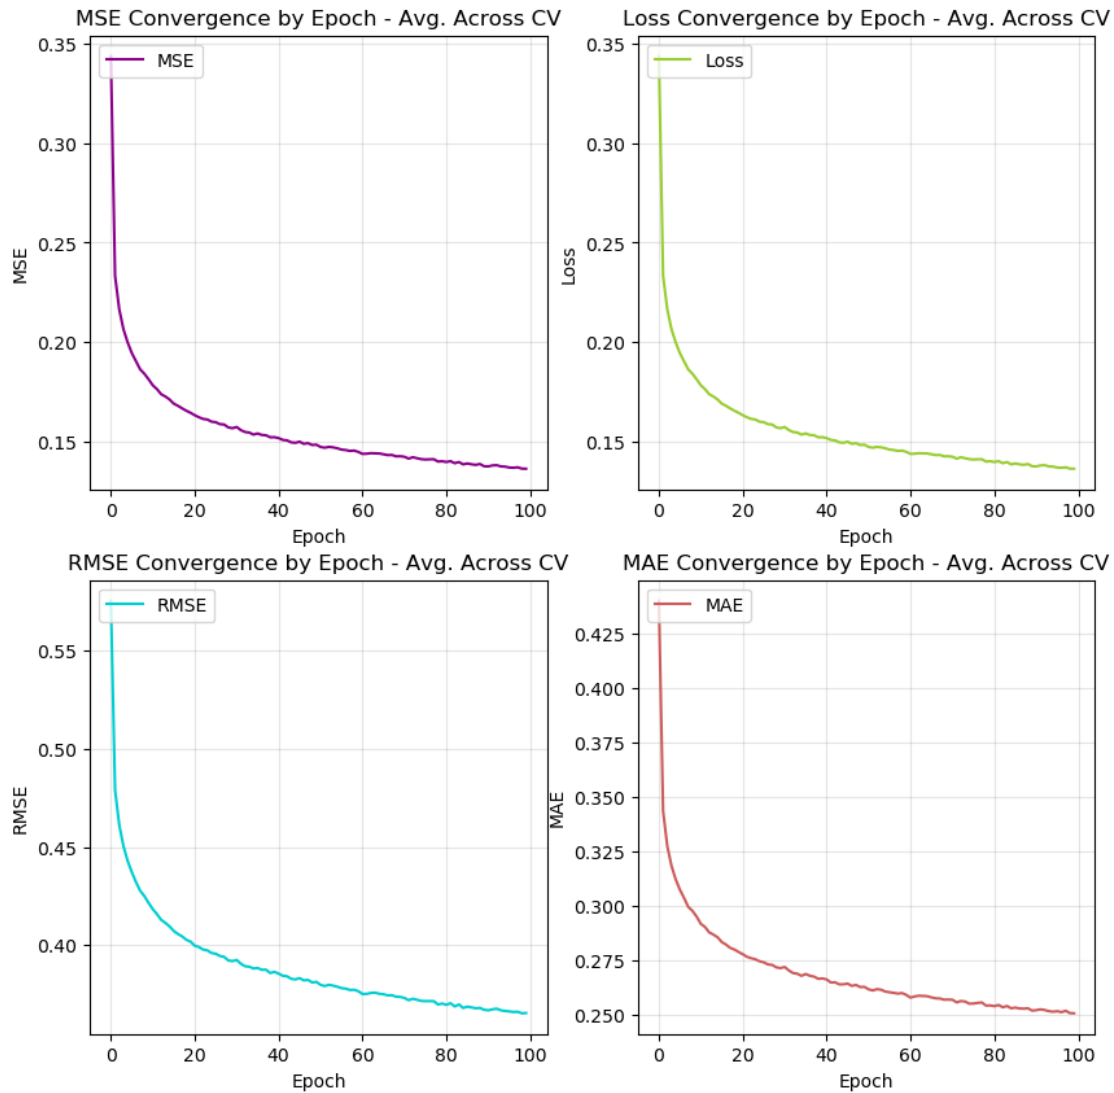 MSE Convergence by Epoch - Avg. Across CV
MSE
0.35
0.30
0.25
0.20
0.15
MSE
0 20 40 60 80 100
Epoch
Loss Convergence by Epoch - Avg. Across CV
Loss
0.35
0.30
0.25
0.20
0.15
Loss
0 20 40 60 80 100
Epoch
RMSE Convergence by Epoch - Avg. Across CV
RMSE
0.55
0.50
0.45
0.40
RMSE
0 20 40 60 80 100
Epoch
MAE Convergence by Epoch - Avg. Across CV
MAE
0.425
0.400
0.375
0.350
0.325
0.300
0.275
0.250
MAE
0 20 40 60 80 100
Epoch